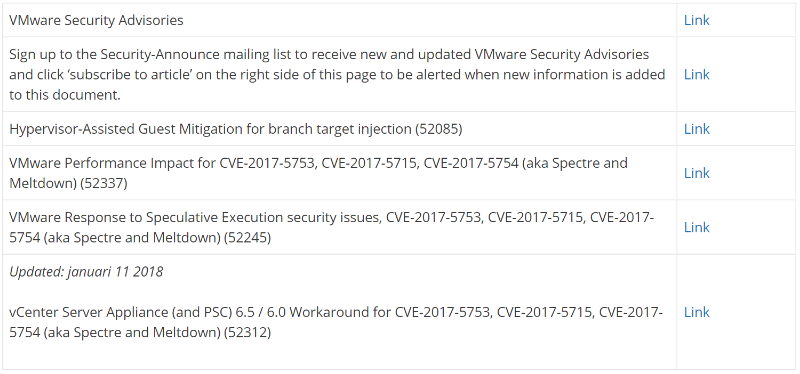 VMware Security Advisories
Link
Sign up to the Security-Announce mailing list to receive new and updated VMware Security Advisories
and click ‘subscribe to article’ on the right side of this page to be alerted when new information is added
to this document.
Link
Hypervisor-Assisted Guest Mitigation for branch target injection (52085)
Link
VMware Performance Impact for CVE-2017-5753, CVE-2017-5715, CVE-2017-5754 (aka Spectre and
Meltdown) (52337)
Link
VMware Response to Speculative Execution security issues, CVE-2017-5753, CVE-2017-5715, CVE-2017-
5754 (aka Spectre and Meltdown) (52245)
Link
Updated: januari 11 2018
vCenter Server Appliance (and PSC) 6.5 / 6.0 Workaround for CVE-2017-5753, CVE-2017-5715, CVE-2017-
5754 (aka Spectre and Meltdown) (52312)
Link